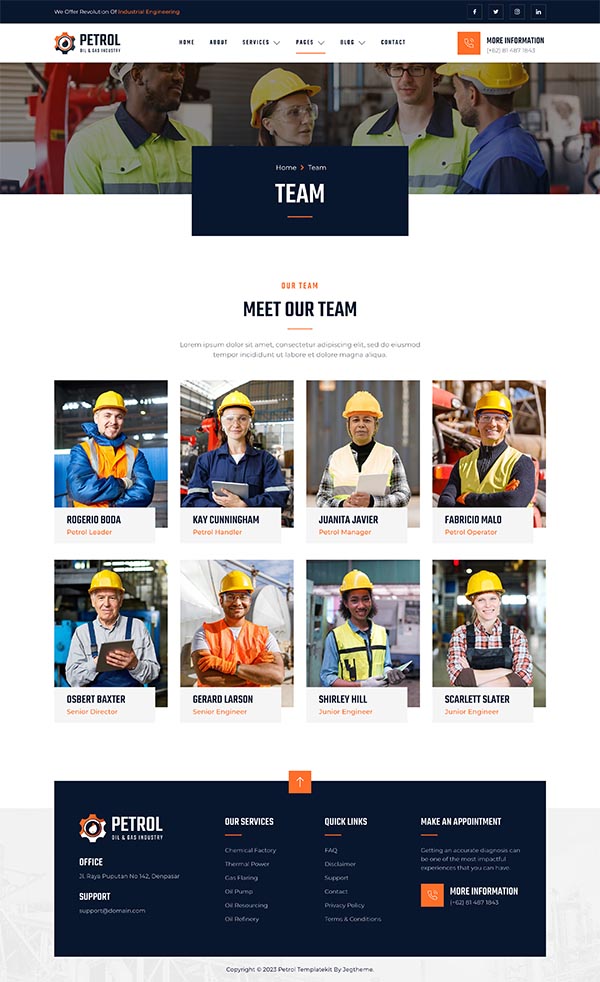 We Offer Revolution Of Industrial Engineering
PETROL
OIL & GAS INDUSTRY
HOME ABOUT SERVICES PAGES BLOG CONTACT
MORE INFORMATION
(+62) 81 487 1843
Home > Team
TEAM
OUR TEAM
MEET OUR TEAM
Lorem ipsum dolor sit amet, consectetur adipiscing elit, sed do eiusmod
tempor incididunt ut labore et dolore magna aliqua.
ROGERIO BODA
Petrol Leader
KAY CUNNINGHAM
Petrol Handler
JUANITA JAVIER
Petrol Manager
FABRICIO MALO
Petrol Operator
OSBERT BAXTER
Senior Director
GERARD LARSON
Senior Engineer
SHIRLEY HILL
Junior Engineer
SCARLETT SLATER
Junior Engineer
PETROL
OIL & GAS INDUSTRY
OFFICE
Jl. Raya Puputan No 142, Denpasar
SUPPORT
support@domain.com
OUR SERVICES
Chemical Factory
Thermal Power
Gas Flaring
Oil Pump
Oil Resourcing
Oil Refinery
QUICK LINKS
FAQ
Disclaimer
Support
Contact
Privacy Policy
Terms & Conditions
MAKE AN APPOINTMENT
Getting an accurate diagnosis can
be one of the most impactful
experiences that you can have.
MORE INFORMATION
(+62) 81 487 1843
Copyright © 2023 Petrol Templatekit By Jegtheme.